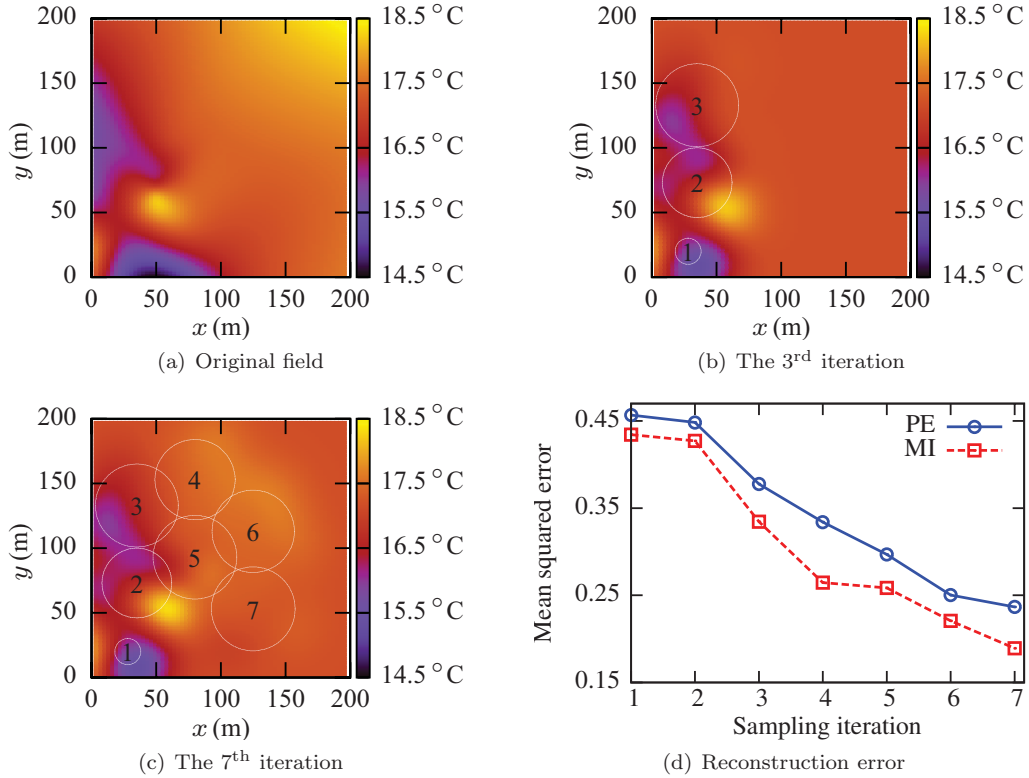 200
150
100
50
0
y (m)
0 50 100 150 200
x (m)
18.5 °C
17.5 °C
16.5 °C
15.5 °C
14.5 °C
(a) Original field
200
150
100
50
0
y (m)
3
2
1
0 50 100 150 200
x (m)
18.5 °C
17.5 °C
16.5 °C
15.5 °C
14.5 °C
(b) The 3rd iteration
200
150
100
50
0
y (m)
4
3
6
5
2
7
1
0 50 100 150 200
x (m)
18.5 °C
17.5 °C
16.5 °C
15.5 °C
14.5 °C
(c) The 7th iteration
Mean squared error
0.45
0.35
0.25
0.15
PE
MI
1 2 3 4 5 6 7
Sampling iteration
(d) Reconstruction error